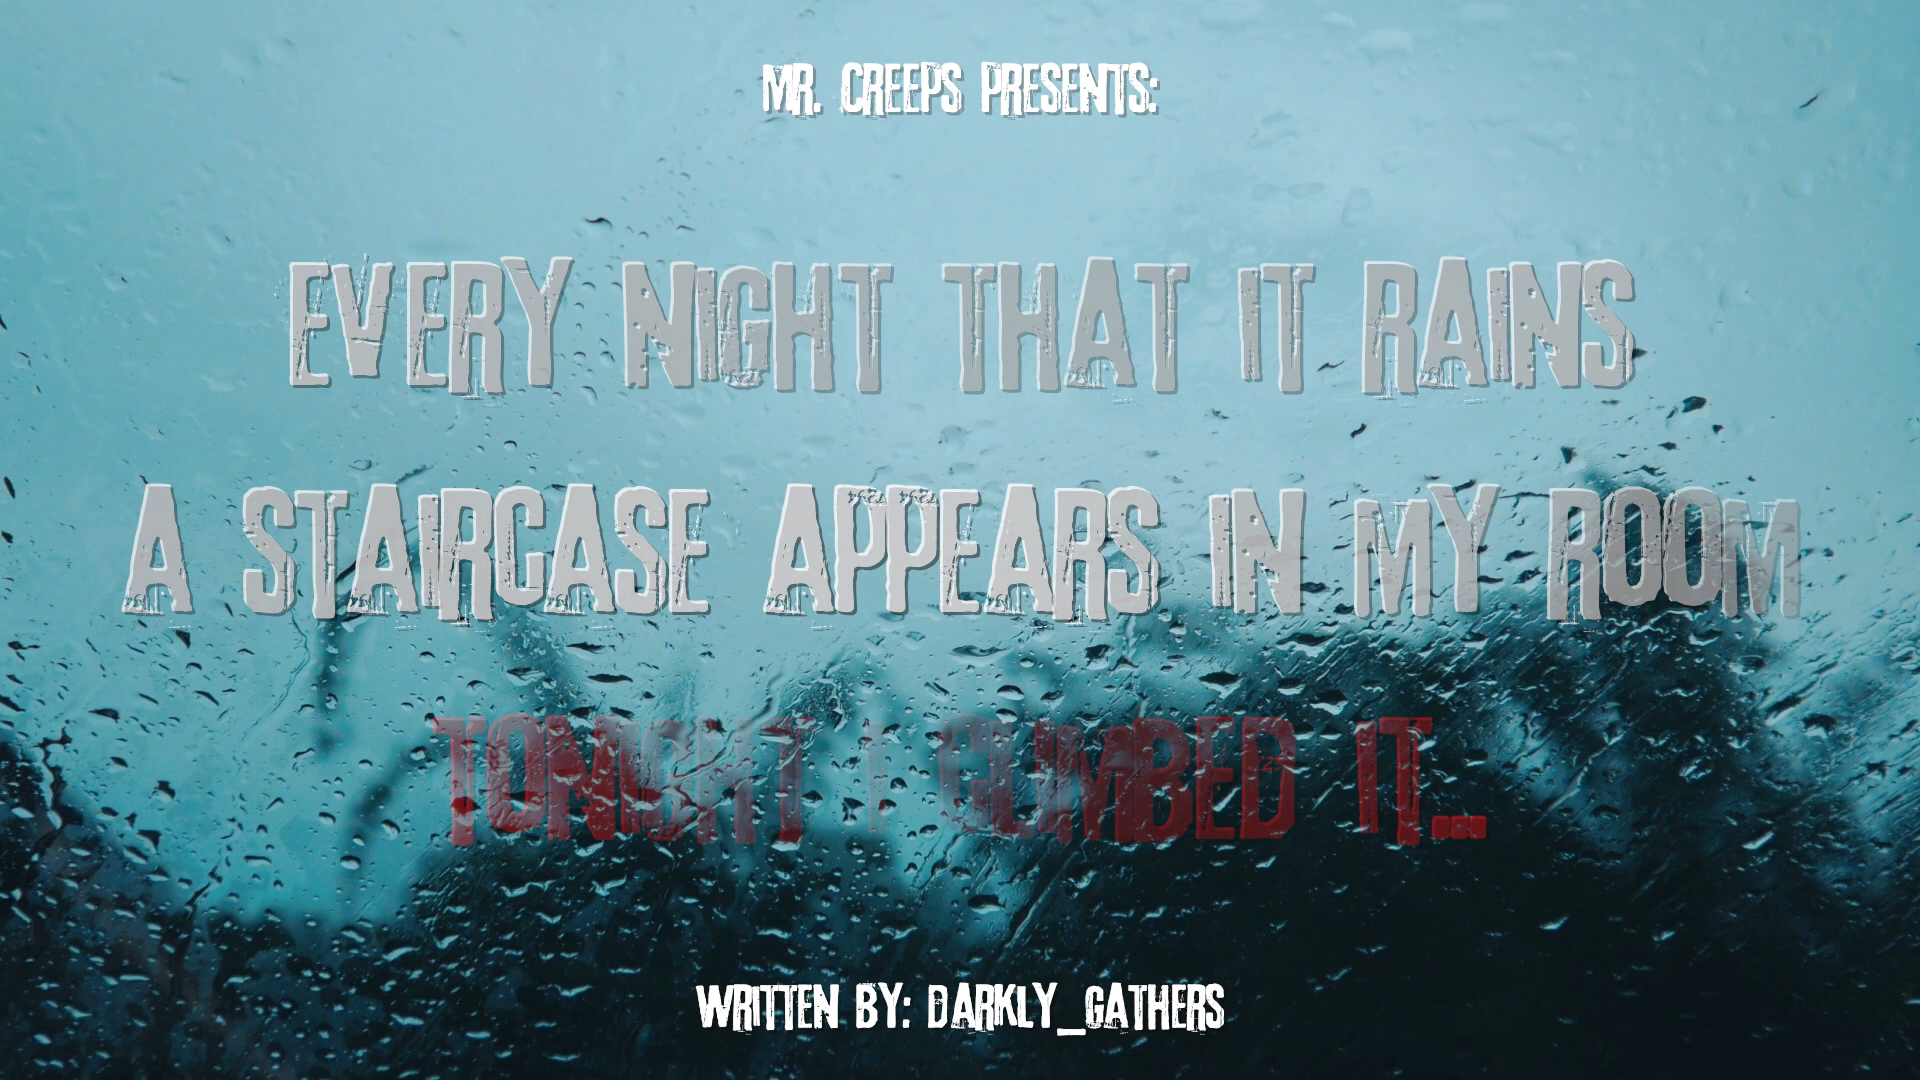 MR. CREEPS PRESENTS:
EVERY NIGHT THAT IT RAINS
A STAIRCASE APPEARS IN MY ROOM
TONIGHT I CLIMBED IT...
WRITTEN BY: DARKLY_GATHERS